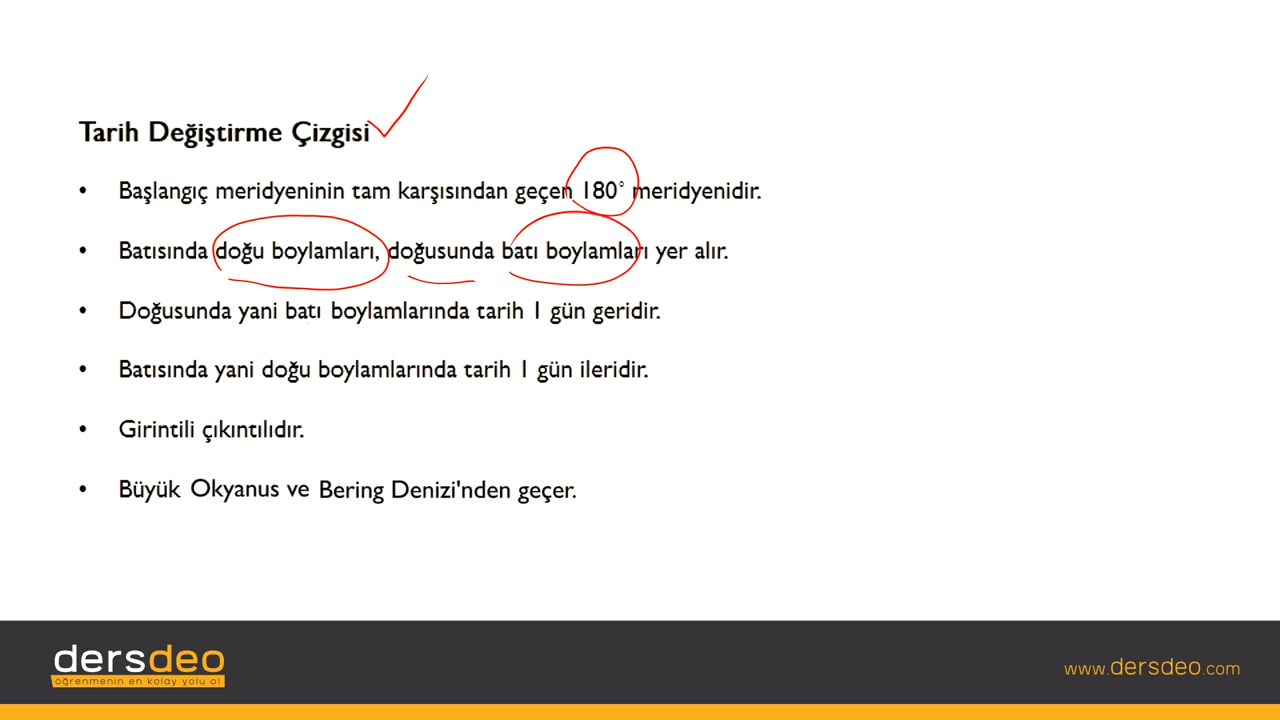 Tarih Değiştirme Çizgisi
• Başlangıç meridyeninin tam karşısından geçen 180° meridyenidir.
• Batısında doğu boylamları, doğusunda batı boylamları yer alır.
• Doğusunda yani batı boylamlarında tarih 1 gün geridir.
• Batısında yani doğu boylamlarında tarih 1 gün ileridir.
• Girintili çıkıntılıdır.
• Büyük Okyanus ve Bering Denizi'nden geçer.
dersdeo
öğrenmenin en kolay yolu o!
www.dersdeo.com